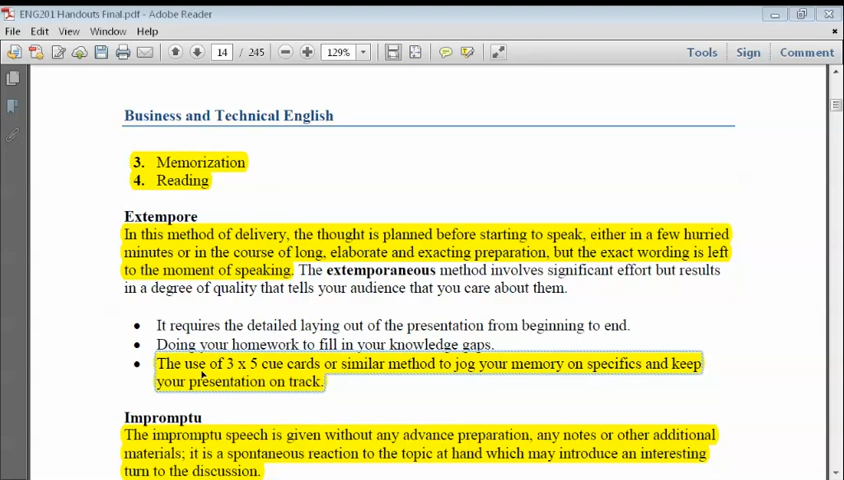 ENG201 Handouts Final.pdf - Adobe Reader
File Edit View Window Help
14 / 245 129% Tools Sign Comment
Business and Technical English
3. Memorization
4. Reading
Extempore
In this method of delivery, the thought is planned before starting to speak, either in a few hurried
minutes or in the course of long, elaborate and exacting preparation, but the exact wording is left
to the moment of speaking. The extemporaneous method involves significant effort but results
in a degree of quality that tells your audience that you care about them.
• It requires the detailed laying out of the presentation from beginning to end.
• Doing your homework to fill in your knowledge gaps.
• The use of 3 x 5 cue cards or similar method to jog your memory on specifics and keep
your presentation on track.
Impromptu
The impromptu speech is given without any advance preparation, any notes or other additional
materials; it is a spontaneous reaction to the topic at hand which may introduce an interesting
turn to the discussion.